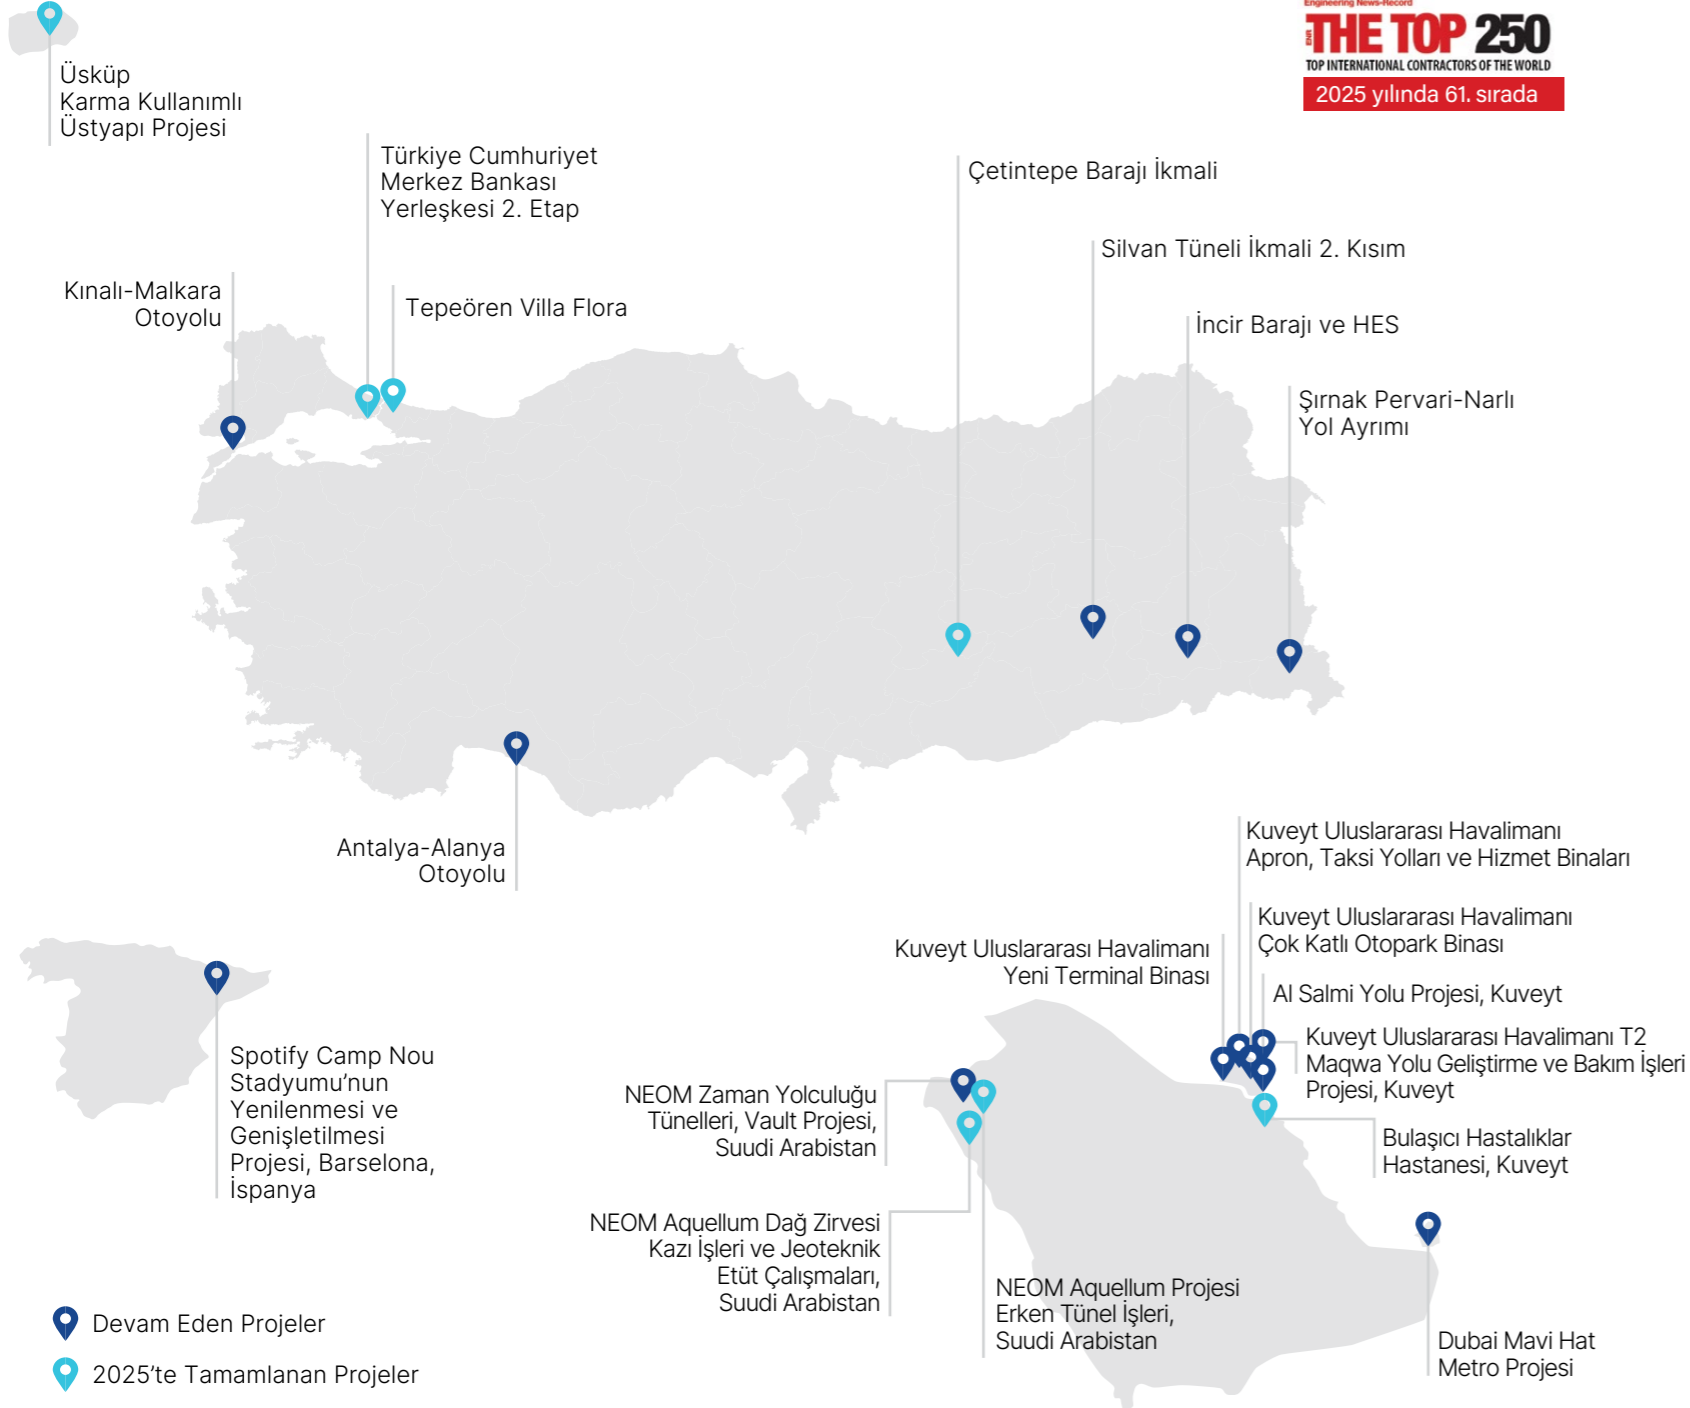 Engineering News-Record
ENR
THE TOP 250
TOP INTERNATIONAL CONTRACTORS OF THE WORLD
2025 yılında 61. sırada
Üsküp
Karma Kullanımlı
Üstyapı Projesi
Türkiye Cumhuriyet
Merkez Bankası
Yerleşkesi 2. Etap
Çetintepe Barajı İkmali
Silvan Tüneli İkmali 2. Kısım
Kınalı-Malkara
Otoyolu
Tepeören Villa Flora
İncir Barajı ve HES
Şırnak Pervari-Narlı
Yol Ayrımı
Antalya-Alanya
Otoyolu
Kuveyt Uluslararası Havalimanı
Apron, Taksi Yolları ve Hizmet Binaları
Kuveyt Uluslararası Havalimanı
Çok Katlı Otopark Binası
Kuveyt Uluslararası Havalimanı
Yeni Terminal Binası
Al Salmi Yolu Projesi, Kuveyt
Kuveyt Uluslararası Havalimanı T2
Maqwa Yolu Geliştirme ve Bakım İşleri
Projesi, Kuveyt
Spotify Camp Nou
Stadyumu'nun
Yenilenmesi ve
Genişletilmesi
Projesi, Barselona,
İspanya
NEOM Zaman Yolculuğu
Tünelleri, Vault Projesi,
Suudi Arabistan
Bulaşıcı Hastalıklar
Hastanesi, Kuveyt
NEOM Aquellum Dağ Zirvesi
Kazı İşleri ve Jeoteknik
Etüt Çalışmaları,
Suudi Arabistan
NEOM Aquellum Projesi
Erken Tünel İşleri,
Suudi Arabistan
Dubai Mavi Hat
Metro Projesi
Devam Eden Projeler
2025'te Tamamlanan Projeler